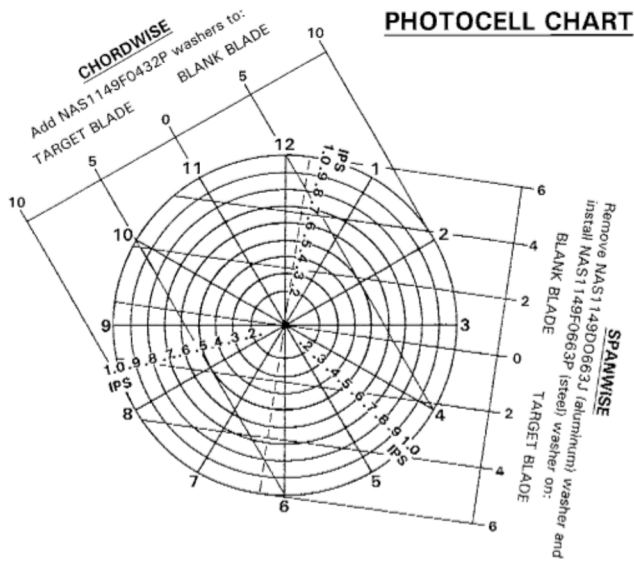 PHOTOCELL CHART
CHORDWISE
Add NAS1149F0432P washers to:
TARGET BLADE
BLANK BLADE
10
5
0
5
10
SPANWISE
Remove NAS1149DO663J (aluminum) washer and
install NAS1149F0663P (steel) washer on:
BLANK BLADE
TARGET BLADE
6
4
2
0
2
4
6
12
1
2
3
4
5
6
7
8
9
10
11
IPS
1.0 .9 .8 .7 .6 .5 .4 .3 .2
.2 .3 .4 .5 .6 .7 .8 .9 1.0
IPS
1.0 .9 .8 .7 .6 .5 .4 .3 .2
IPS